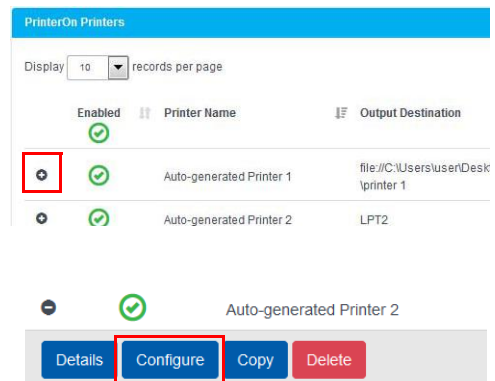 PrinterOn Printers
Display 10 records per page
Enabled Printer Name Output Destination
Auto-generated Printer 1 file://C:\Users\user\Desk
\printer 1
Auto-generated Printer 2 LPT2
Auto-generated Printer 2
Details Configure Copy Delete